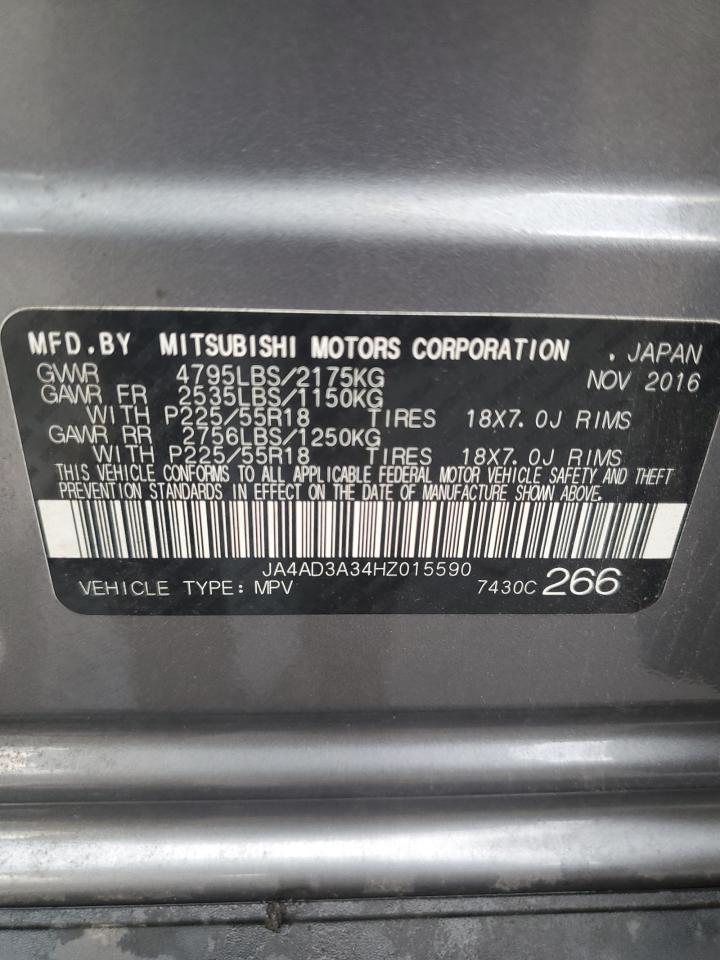 MFD.BY MITSUBISHI MOTORS CORPORATION . JAPAN
GVWR 4795LBS/2175KG NOV 2016
GAWR FR 2535LBS/1150KG
WITH P225/55R18 TIRES 18X7.0J RIMS
GAWR RR 2756LBS/1250KG
WITH P225/55R18 TIRES 18X7.0J RIMS
THIS VEHICLE CONFORMS TO ALL APPLICABLE FEDERAL MOTOR VEHICLE SAFETY AND THEFT
PREVENTION STANDARDS IN EFFECT ON THE DATE OF MANUFACTURE SHOWN ABOVE.
JA4AD3A34HZ015590
VEHICLE TYPE: MPV 7430C 266